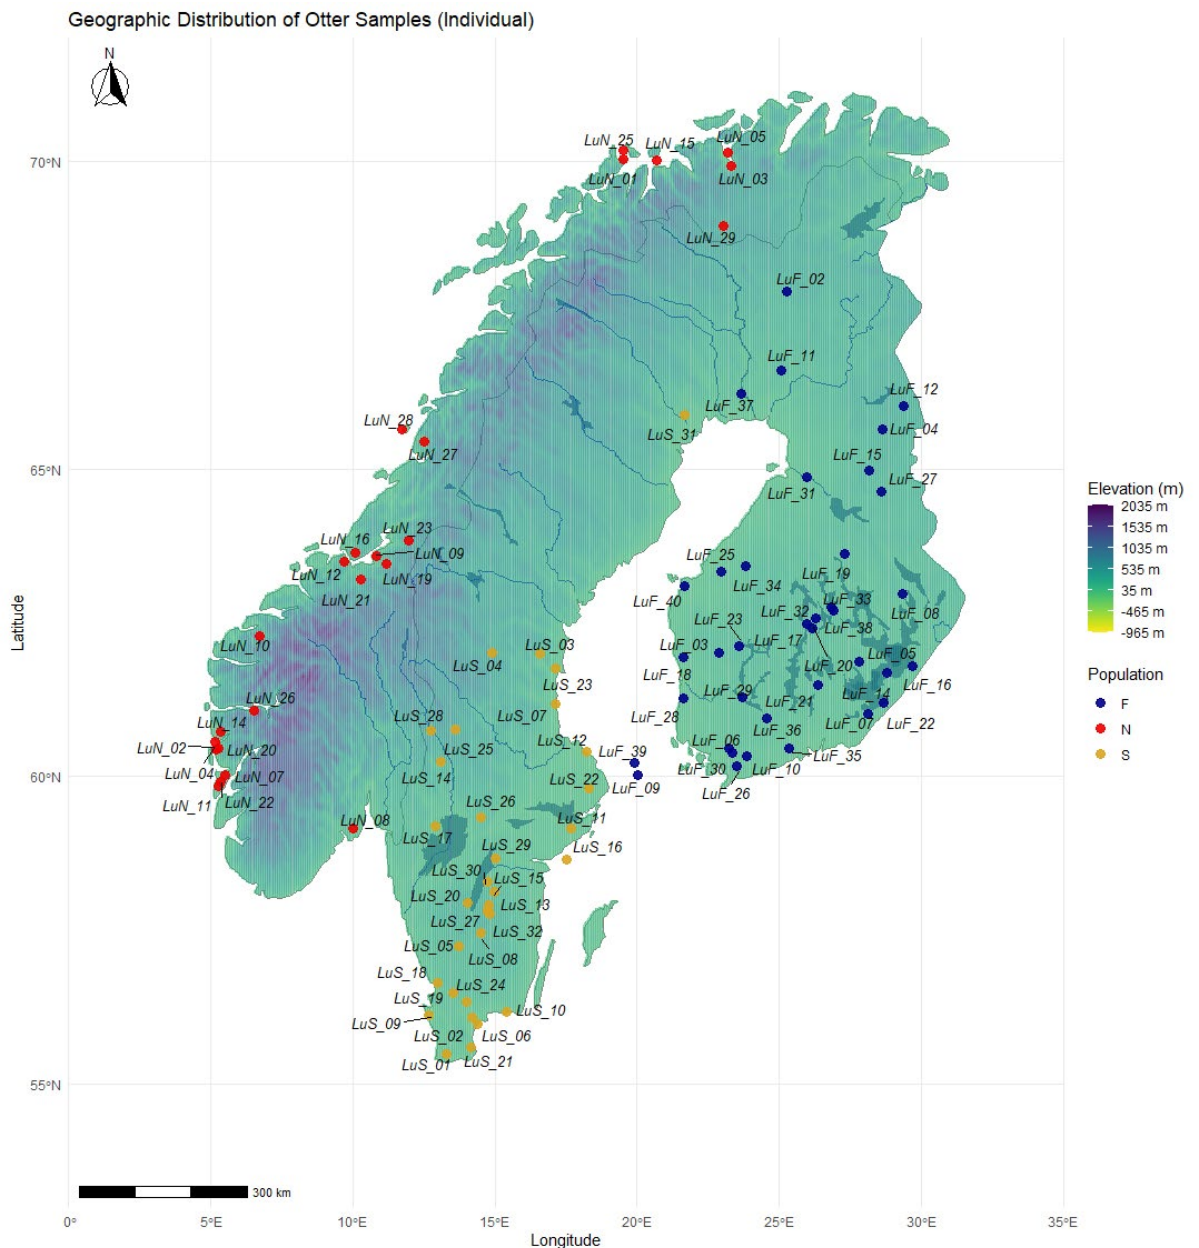 Geographic Distribution of Otter Samples (Individual)
N
70°N
65°N
60°N
55°N
Latitude
LuN_25
LuN_15
LuN_05
LuN_01
LuN_03
LuN_29
LuF_02
LuF_11
LuF_37
LuF_12
LuS_31
LuF_04
LuN_28
LuN_27
LuF_15
LuF_27
LuF_31
LuN_23
LuN_16
LuN_09
LuN_12
LuN_19
LuN_21
LuF_25
LuF_34
LuF_19
LuF_40
LuF_33
LuF_32
LuF_08
LuF_23
LuF_38
LuN_10
LuF_03
LuF_17
LuS_03
LuS_04
LuF_20
LuF_05
LuF_18
LuS_23
LuF_16
LuN_26
LuF_29
LuF_14
LuF_21
LuS_28
LuS_07
LuF_28
LuN_14
LuF_07
LuF_22
LuF_36
LuN_02
LuN_20
LuS_25
LuS_12
LuF_39
LuF_06
LuF_35
LuN_04
LuN_07
LuS_14
LuS_22
LuF_09
LuF_30
LuF_10
LuF_26
LuN_11
LuN_22
LuN_08
LuS_26
LuS_11
LuS_17
LuS_29
LuS_16
LuS_30
LuS_15
LuS_20
LuS_13
LuS_27
LuS_32
LuS_05
LuS_08
LuS_18
LuS_24
LuS_19
LuS_10
LuS_09
LuS_02
LuS_06
LuS_01
LuS_21
300 km
0°
5°E
10°E
15°E
20°E
25°E
30°E
35°E
Longitude
Elevation (m)
2035 m
1535 m
1035 m
535 m
35 m
-465 m
-965 m
Population
F
N
S